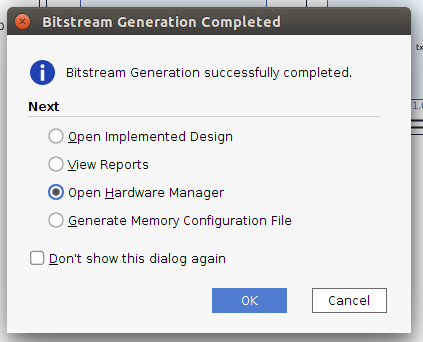 Bitstream Generation Completed
Bitstream Generation successfully completed.
Next
Open Implemented Design
View Reports
Open Hardware Manager
Generate Memory Configuration File
Don't show this dialog again
OK
Cancel